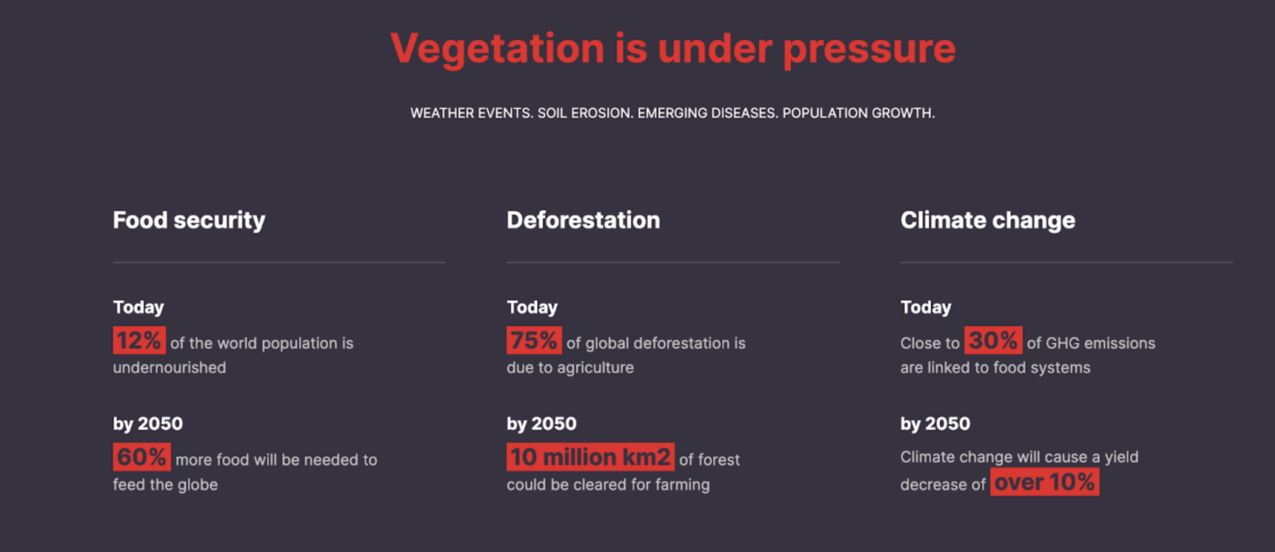 Vegetation is under pressure
WEATHER EVENTS. SOIL EROSION. EMERGING DISEASES. POPULATION GROWTH.
Food security
Today
12% of the world population is
undernourished
by 2050
60% more food will be needed to
feed the globe
Deforestation
Today
75% of global deforestation is
due to agriculture
by 2050
10 million km2 of forest
could be cleared for farming
Climate change
Today
Close to 30% of GHG emissions
are linked to food systems
by 2050
Climate change will cause a yield
decrease of over 10%